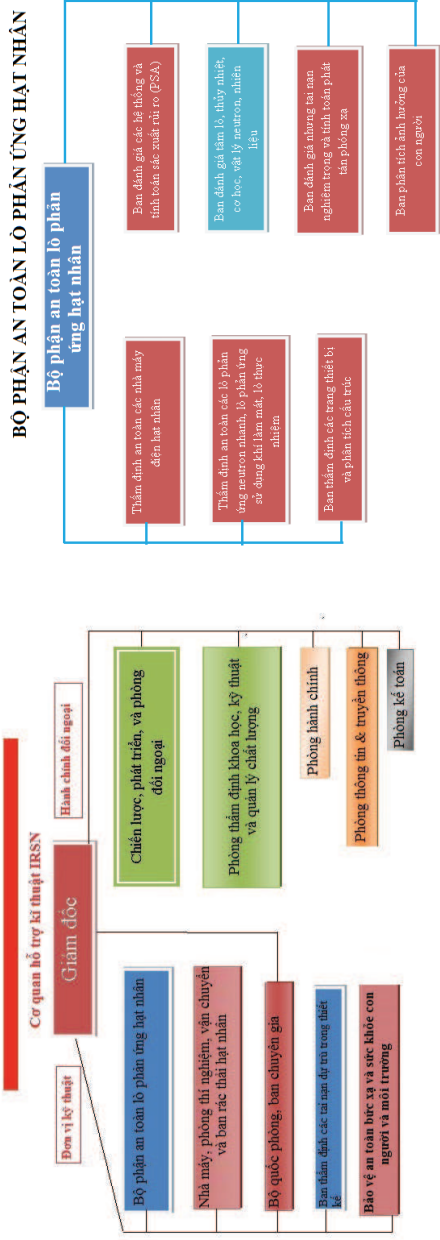 Cơ quan hỗ trợ kĩ thuật IRSN
Giám đốc
Đơn vị kỹ thuật
Hành chính đối ngoại
Bộ phận an toàn lò phản ứng hạt nhân
Nhà máy, phòng thí nghiệm, vận chuyển
và ban rác thải hạt nhân
Bộ quốc phòng, ban chuyên gia
Ban thẩm định các tai nạn dự trù trong thiết
kế
Bảo vệ an toàn bức xạ và sức khỏe con
người và môi trường
Chiến lược, phát triển, và phòng
đối ngoại
Phòng thẩm định khoa học, kỹ thuật
và quản lý chất lượng
Phòng hành chính
Phòng thông tin & truyền thông
Phòng kế toán
BỘ PHẬN AN TOÀN LÒ PHẢN ỨNG HẠT NHÂN
Bộ phận an toàn lò phản
ứng hạt nhân
Thẩm định an toàn các nhà máy
điện hạt nhân
Thẩm định an toàn các lò phản
ứng neutron nhanh, lò phản ứng
sử dụng khí làm mát, lò thực
nhiệm
Ban thẩm định các trang thiết bị
và phân tích cấu trúc
Ban đánh giá các hệ thống và
tính toán sác xuất rủi ro (PSA)
Ban đánh giá tâm lò, thủy nhiệt,
cơ học, vật lý neutron, nhiên
liệu
Ban đánh giá nhưng tai nạn
nghiêm trọng và tính toán phát
tán phóng xạ
Ban phân tích ảnh hưởng của
con người